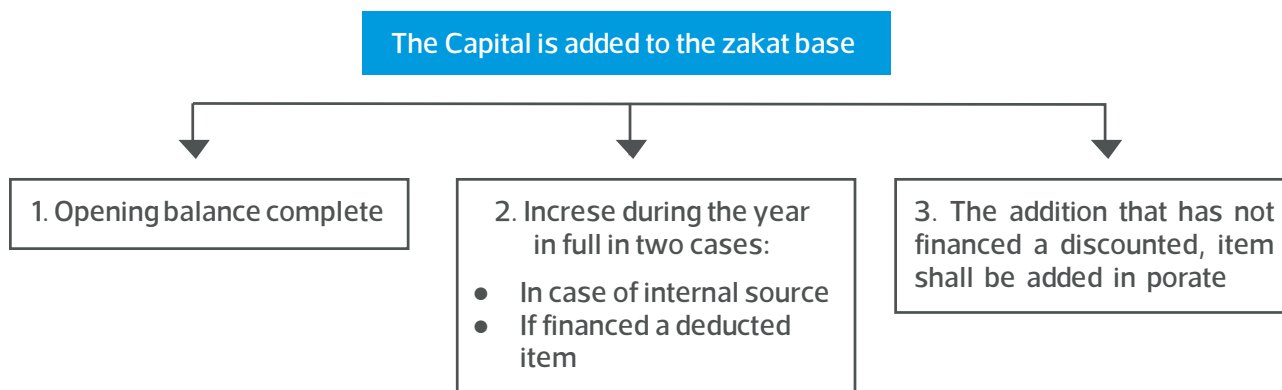 The Capital is added to the zakat base
1. Opening balance complete
2. Increse during the year
in full in two cases:
● In case of internal source
● If financed a deducted
item
3. The addition that has not
financed a discounted, item
shall be added in porate